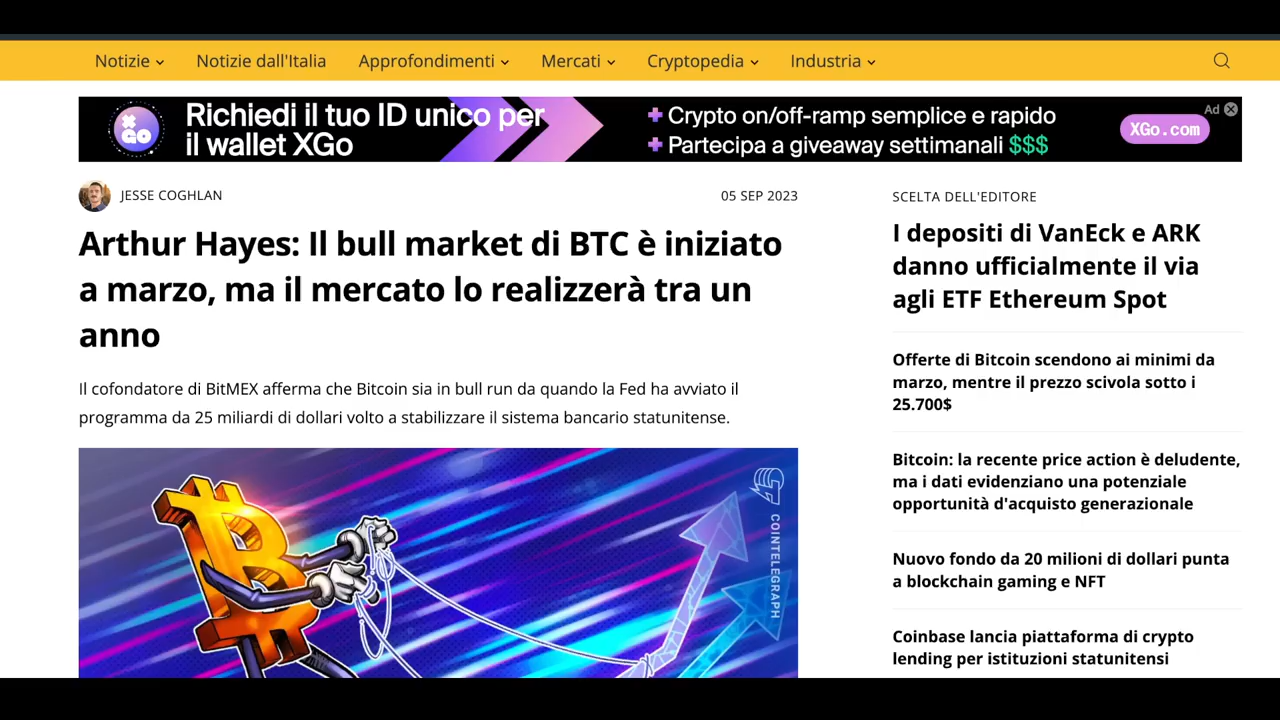 Notizie
Notizie dall'Italia
Approfondimenti
Mercati
Cryptopedia
Industria
X
GO
Richiedi il tuo ID unico per
il wallet XGo
+ Crypto on/off-ramp semplice e rapido
+ Partecipa a giveaway settimanali $$$
XGo.com
Ad
JESSE COGHLAN
05 SEP 2023
Arthur Hayes: Il bull market di BTC è iniziato
a marzo, ma il mercato lo realizzerà tra un
anno
Il cofondatore di BitMEX afferma che Bitcoin sia in bull run da quando la Fed ha avviato il
programma da 25 miliardi di dollari volto a stabilizzare il sistema bancario statunitense.
COINTELEGRAPH
SCELTA DELL'EDITORE
I depositi di VanEck e ARK
danno ufficialmente il via
agli ETF Ethereum Spot
Offerte di Bitcoin scendono ai minimi da
marzo, mentre il prezzo scivola sotto i
25.700$
Bitcoin: la recente price action è deludente,
ma i dati evidenziano una potenziale
opportunità d'acquisto generazionale
Nuovo fondo da 20 milioni di dollari punta
a blockchain gaming e NFT
Coinbase lancia piattaforma di crypto
lending per istituzioni statunitensi